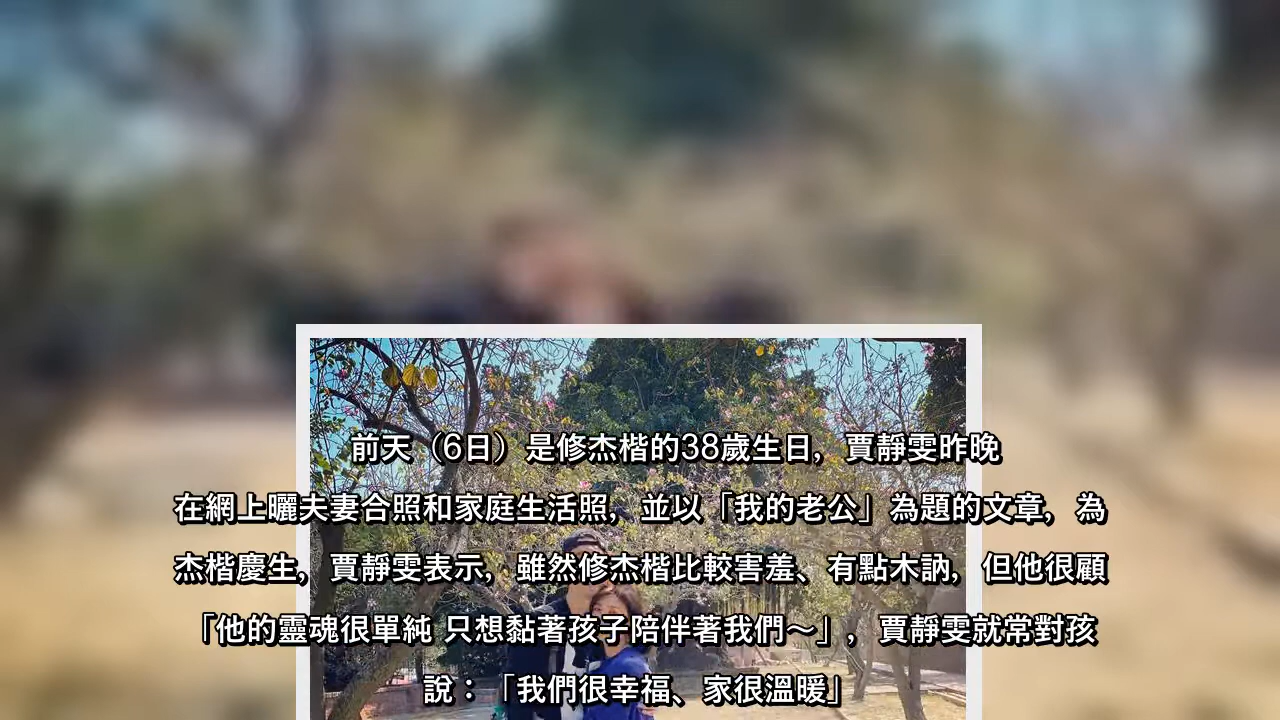 前天（6日）是修杰楷的38歲生日，賈靜雯昨晚
在網上曬夫妻合照和家庭生活照，並以「我的老公」為題的文章，為
杰楷慶生，賈靜雯表示，雖然修杰楷比較害羞、有點木訥，但他很顧
「他的靈魂很單純 只想黏著孩子陪伴著我們～」，賈靜雯就常對孩
說：「我們很幸福、家很溫暖」